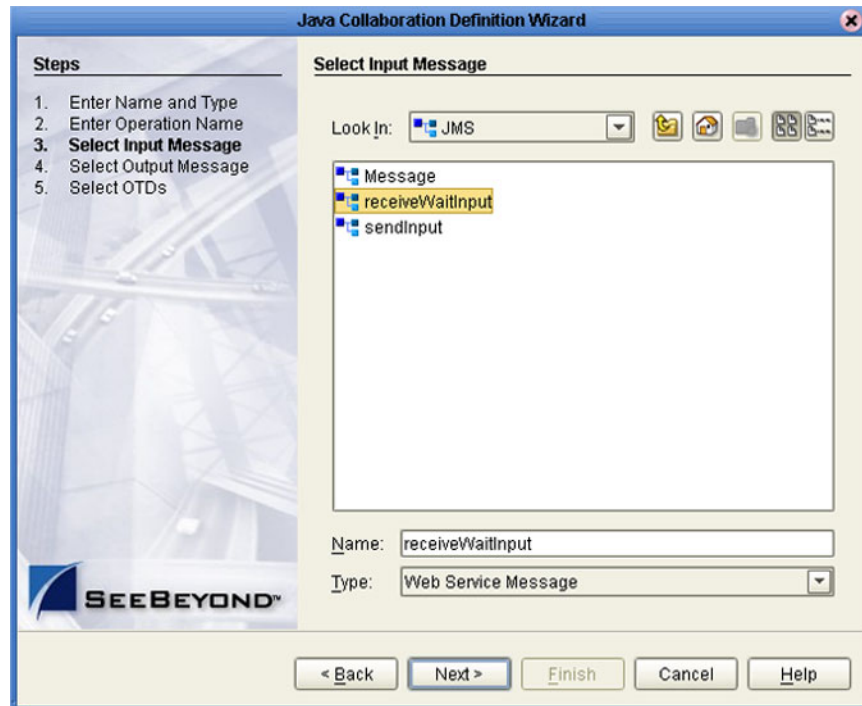 Java Collaboration Definition Wizard
Steps
1. Enter Name and Type
2. Enter Operation Name
3. Select Input Message
4. Select Output Message
5. Select OTDs
SEEBEYOND™
Select Input Message
Look In: JMS
Message
receiveWaitInput
sendInput
Name: receiveWaitInput
Type: Web Service Message
< Back Next > Finish Cancel Help